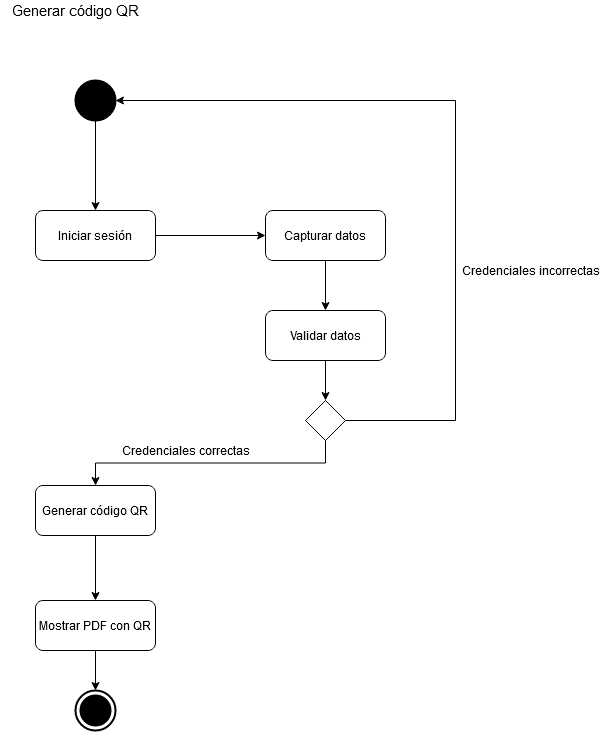 Generar código QR
Iniciar sesión
Capturar datos
Credenciales incorrectas
Validar datos
Credenciales correctas
Generar código QR
Mostrar PDF con QR